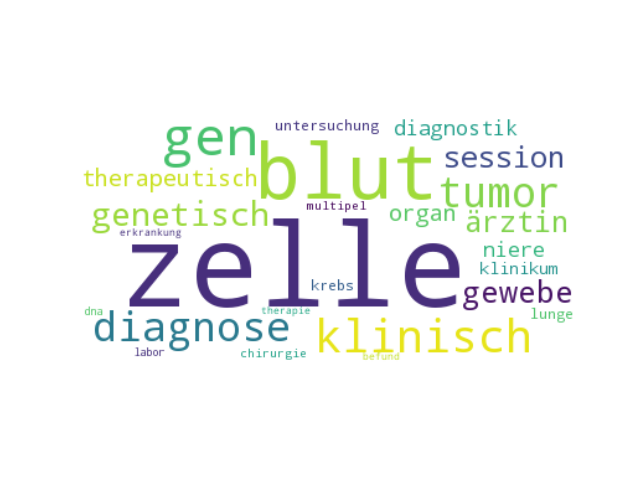 untersuchung
diagnostik
gen
blut
session
therapeutisch
tumor
genetisch
multipel
organ
ärztin
erkrankung
zelle
niere
klinikum
krebs
gewebe
dna
therapie
lunge
diagnose
klinisch
labor
chirurgie
befund